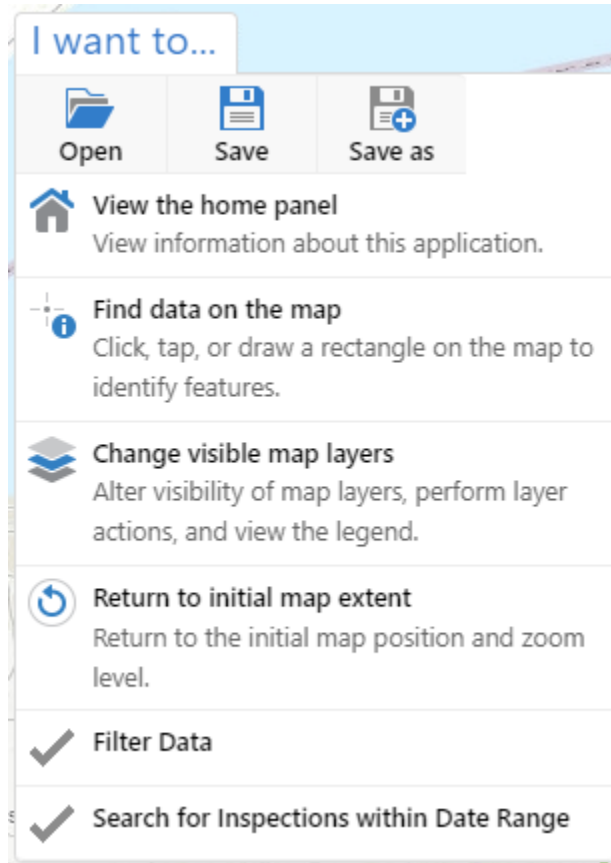 I want to...
Open Save Save as
View the home panel
View information about this application.
Find data on the map
Click, tap, or draw a rectangle on the map to
identify features.
Change visible map layers
Alter visibility of map layers, perform layer
actions, and view the legend.
Return to initial map extent
Return to the initial map position and zoom
level.
Filter Data
Search for Inspections within Date Range